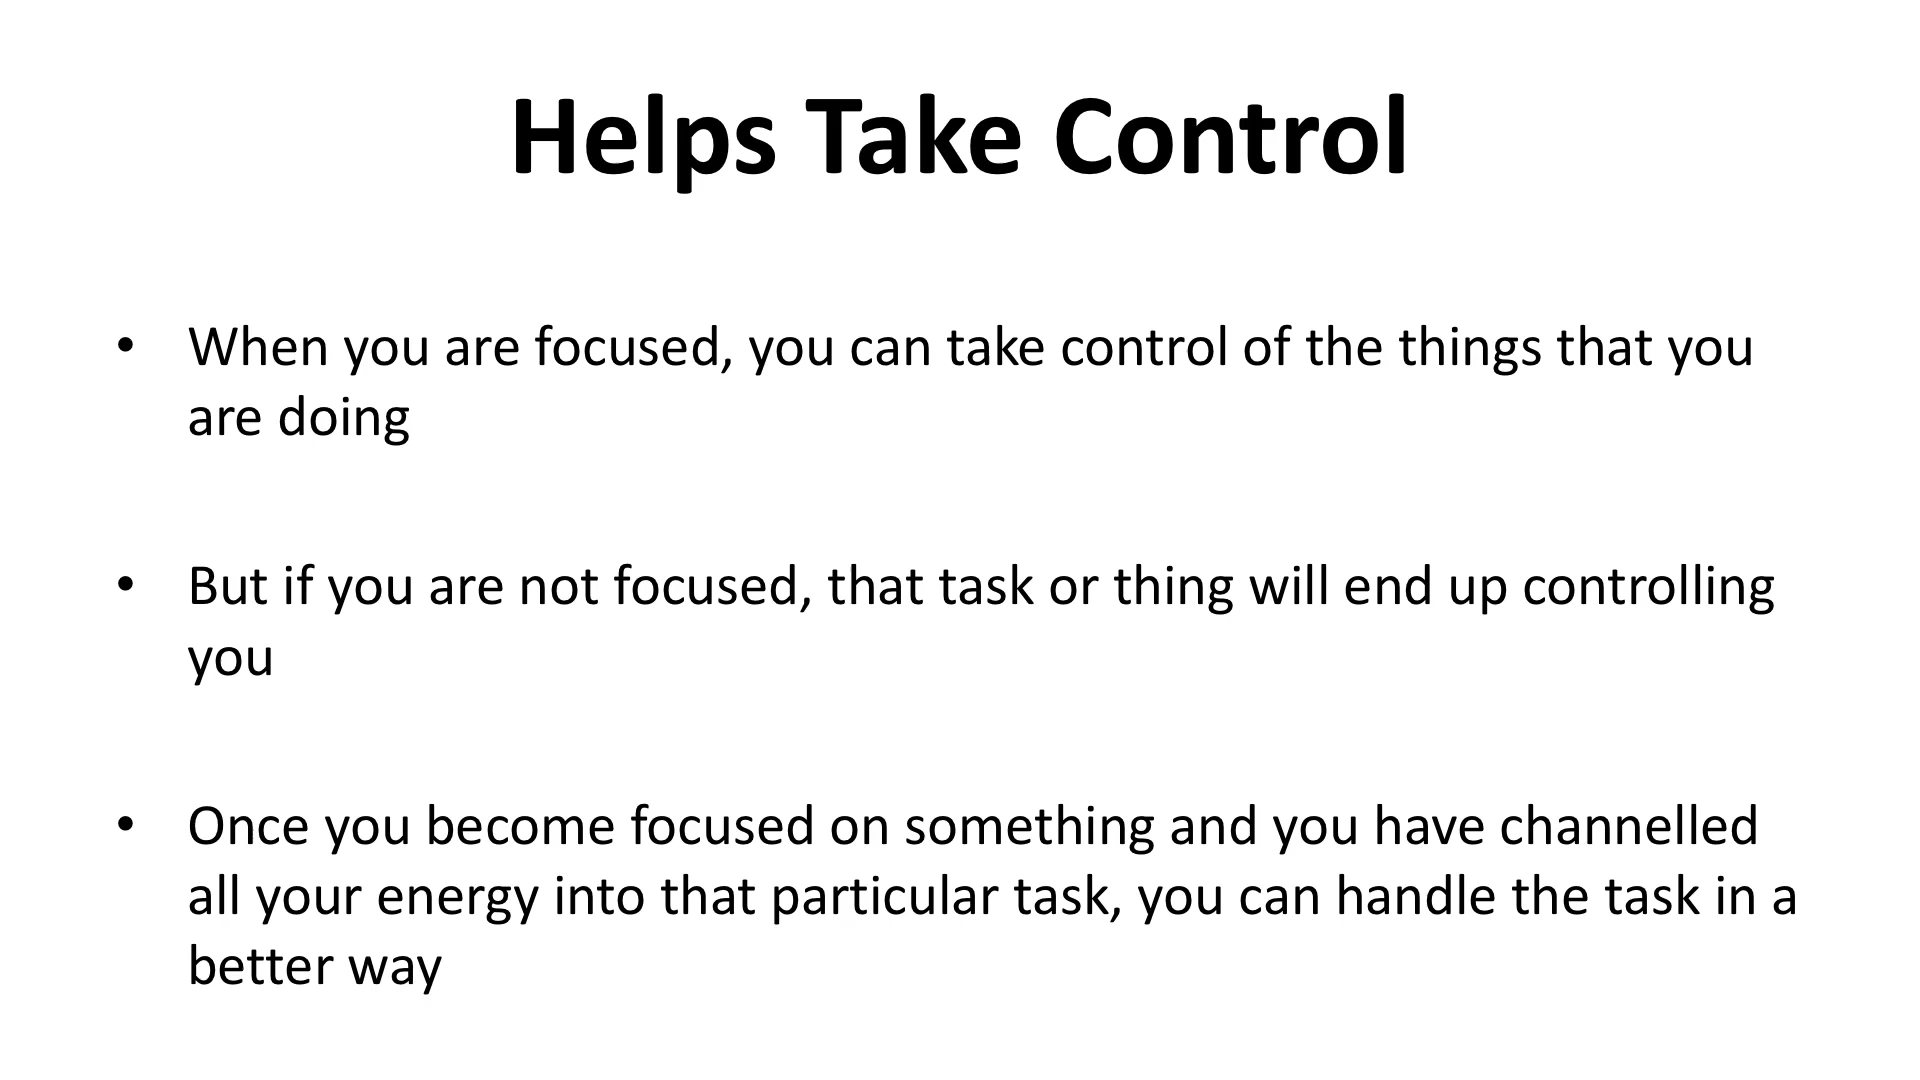 Helps Take Control
• When you are focused, you can take control of the things that you
are doing
• But if you are not focused, that task or thing will end up controlling
you
• Once you become focused on something and you have channelled
all your energy into that particular task, you can handle the task in a
better way